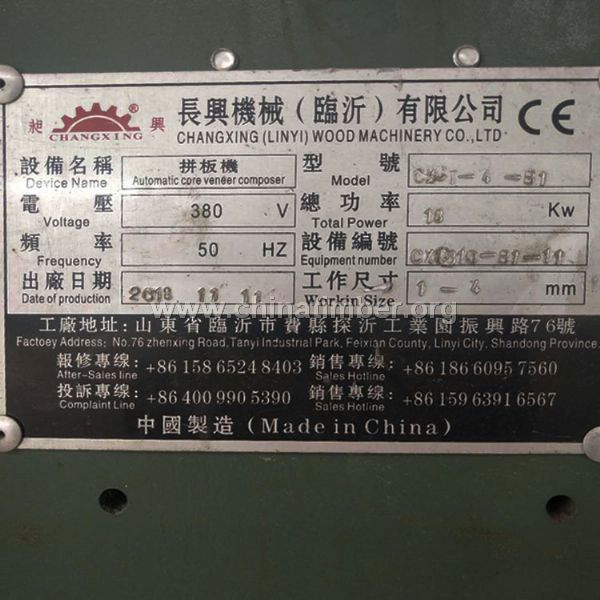 昶 CHANGXING® 興
長興機械(臨沂)有限公司 CE
CHANGXING (LINYI) WOOD MACHINERY CO.,LTD
設備名稱 拼板機 型號
Device Name Automatic core veneer composer Model
電壓 380 V 總功率 Kw
Voltage Total Power
頻率 50 HZ 設備編號
Frequency Equipment number
出廠日期 2018 11 11 工作尺寸 1-4 mm
Date of production Workin Size
www.chinatimber.org
工廠地址:山東省臨沂市費縣探沂工業園振興路76號
Factoey Address: No.76 zhenxing Road,Tanyi Industrial Park, Feixian County, Linyi City, Shandong Province.
報修專線: +86 158 6524 8403 銷售專線: +86 186 6095 7560
After-Sales line Sales Hotline
投訴專線: +86 400 990 5390 銷售專線: +86 159 6391 6567
Complaint Line Sales Hotline
中國製造 (Made in China)